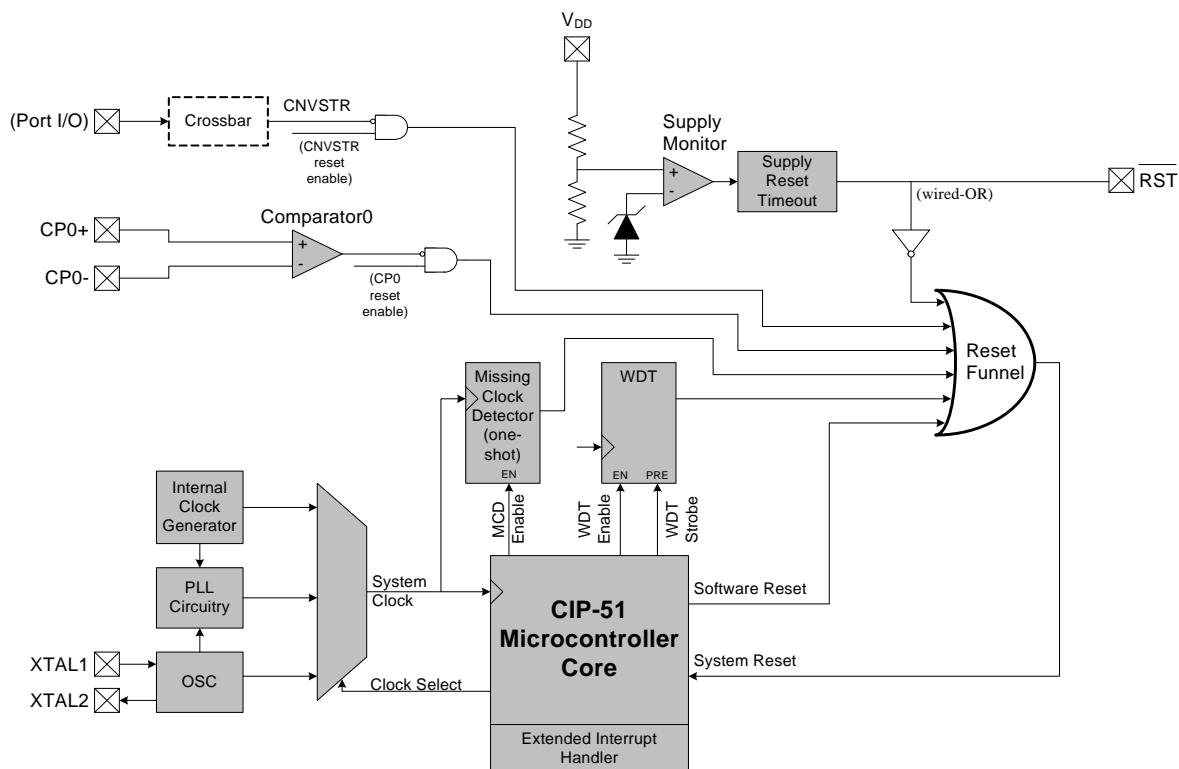 VDD
(Port I/O)
Crossbar
CNVSTR
(CNVSTR
reset
enable)
Supply
Monitor
+
-
Supply
Reset
Timeout
(wired-OR)
RST
CP0+
CP0-
Comparator0
+
-
(CP0
reset
enable)
Reset
Funnel
Missing
Clock
Detector
(one-
shot)
EN
WDT
EN
PRE
MCD
Enable
WDT
Enable
WDT
Strobe
Internal
Clock
Generator
PLL
Circuitry
OSC
XTAL1
XTAL2
System
Clock
Clock Select
CIP-51
Microcontroller
Core
Extended Interrupt
Handler
Software Reset
System Reset